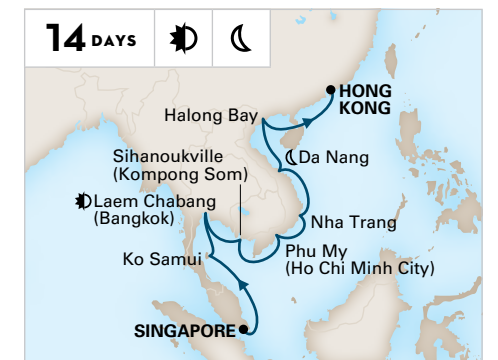 14 DAYS
HONG
KONG
Halong Bay
Sihanoukville
(Kompong Som)
Da Nang
Laem Chabang
(Bangkok)
Nha Trang
Ko Samui
Phu My
(Ho Chi Minh City)
SINGAPORE